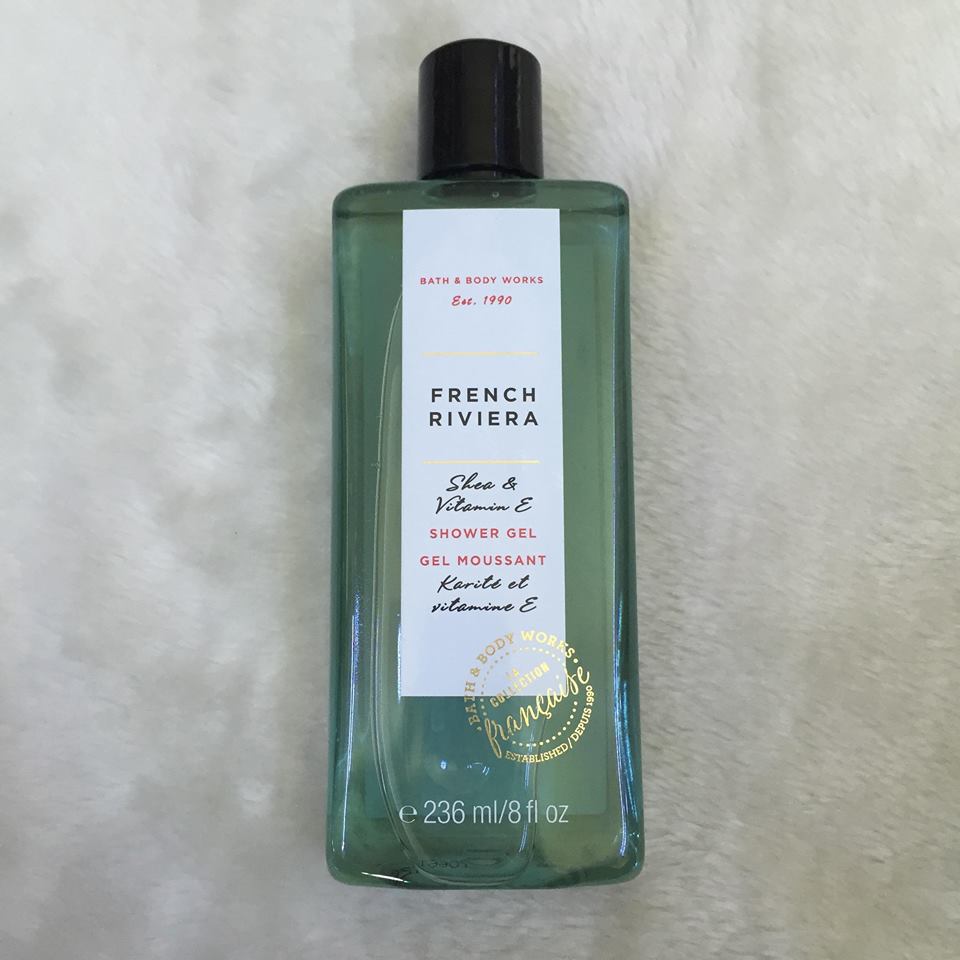 BATH & BODY WORKS
Est. 1990
FRENCH
RIVIERA
Shea &
Vitamin E
SHOWER GEL
GEL MOUSSANT
Karité et
vitamine E
BATH & BODY WORKS
LA
COLLECTION
française
ESTABLISHED/DEPUIS 1990
℮ 236 ml/8 fl oz